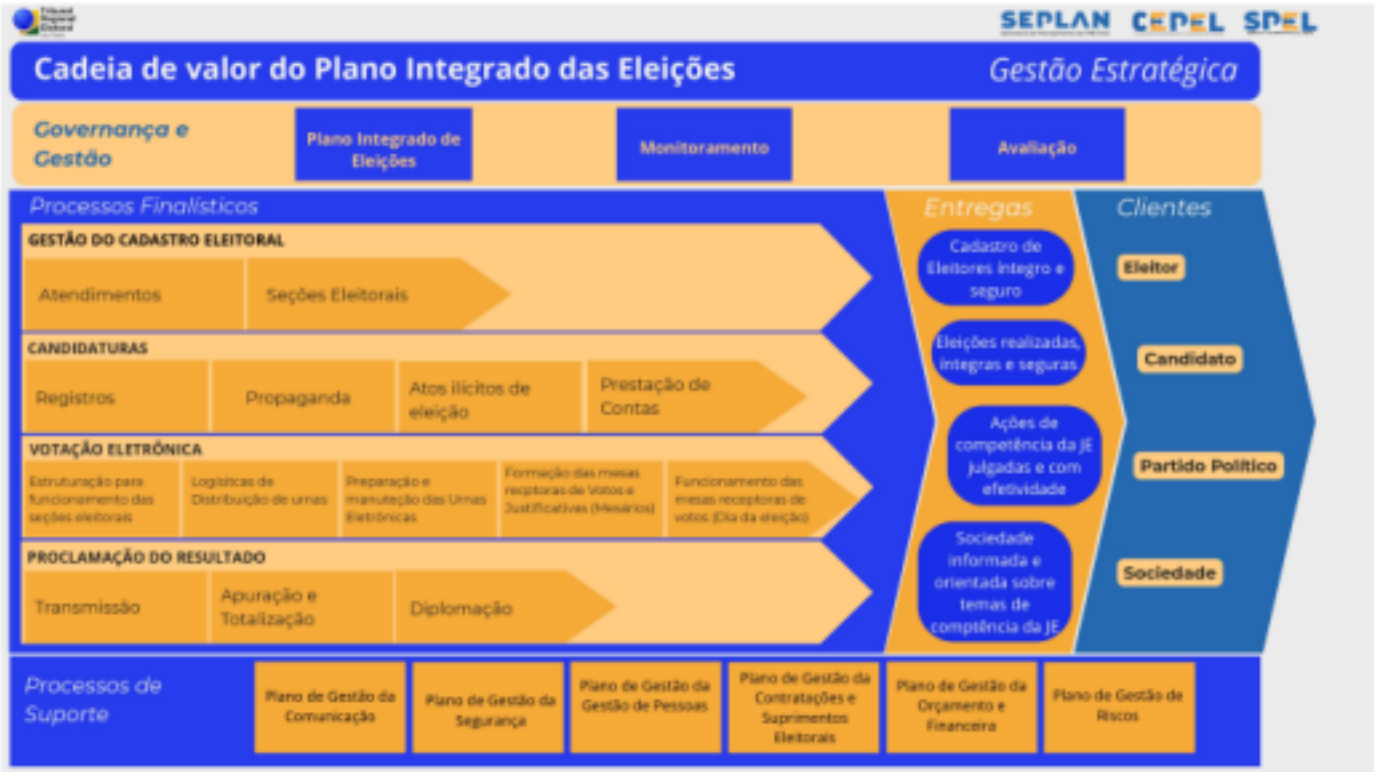 Tribunal
Regional
Eleitoral
SEPLAN CEPEL SPEL
Cadeia de valor do Plano Integrado das Eleições
Gestão Estratégica
Governança e
Gestão
Plano Integrado de
Eleições
Monitoramento
Avaliação
Processos Finalísticos
GESTÃO DO CADASTRO ELEITORAL
Atendimentos
Seções Eleitorais
CANDIDATURAS
Registros
Propaganda
Atos ilícitos de
eleição
Prestação de
Contas
VOTAÇÃO ELETRÔNICA
Estruturação para
funcionamento das
seções eleitorais
Logísitcas de
Distribuição de urnas
Preparação e
manuteção das Urnas
Eletrônicas
Formação das mesas
recptoras de Votos e
Justificativas (Mesários)
Funcionamento das
mesas receptoras de
votos (Dia da eleição)
PROCLAMAÇÃO DO RESULTADO
Transmissão
Apuração e
Totalização
Diplomação
Entregas
Cadastro de
Eleitores íntegro e
seguro
Eleições realizadas,
íntegras e seguras
Ações de
competência da JE
julgadas e com
efetividade
Sociedade
informada e
orientada sobre
temas de
comptência da JE
Clientes
Eleitor
Candidato
Partido Político
Sociedade
Processos de
Suporte
Plano de Gestão da
Comunicação
Plano de Gestão da
Segurança
Plano de Gestão da
Gestão de Pessoas
Plano de Gestão da
Contratações e
Suprimentos
Eleitorais
Plano de Gestão da
Orçamento e
Financeira
Plano de Gestão de
Riscos